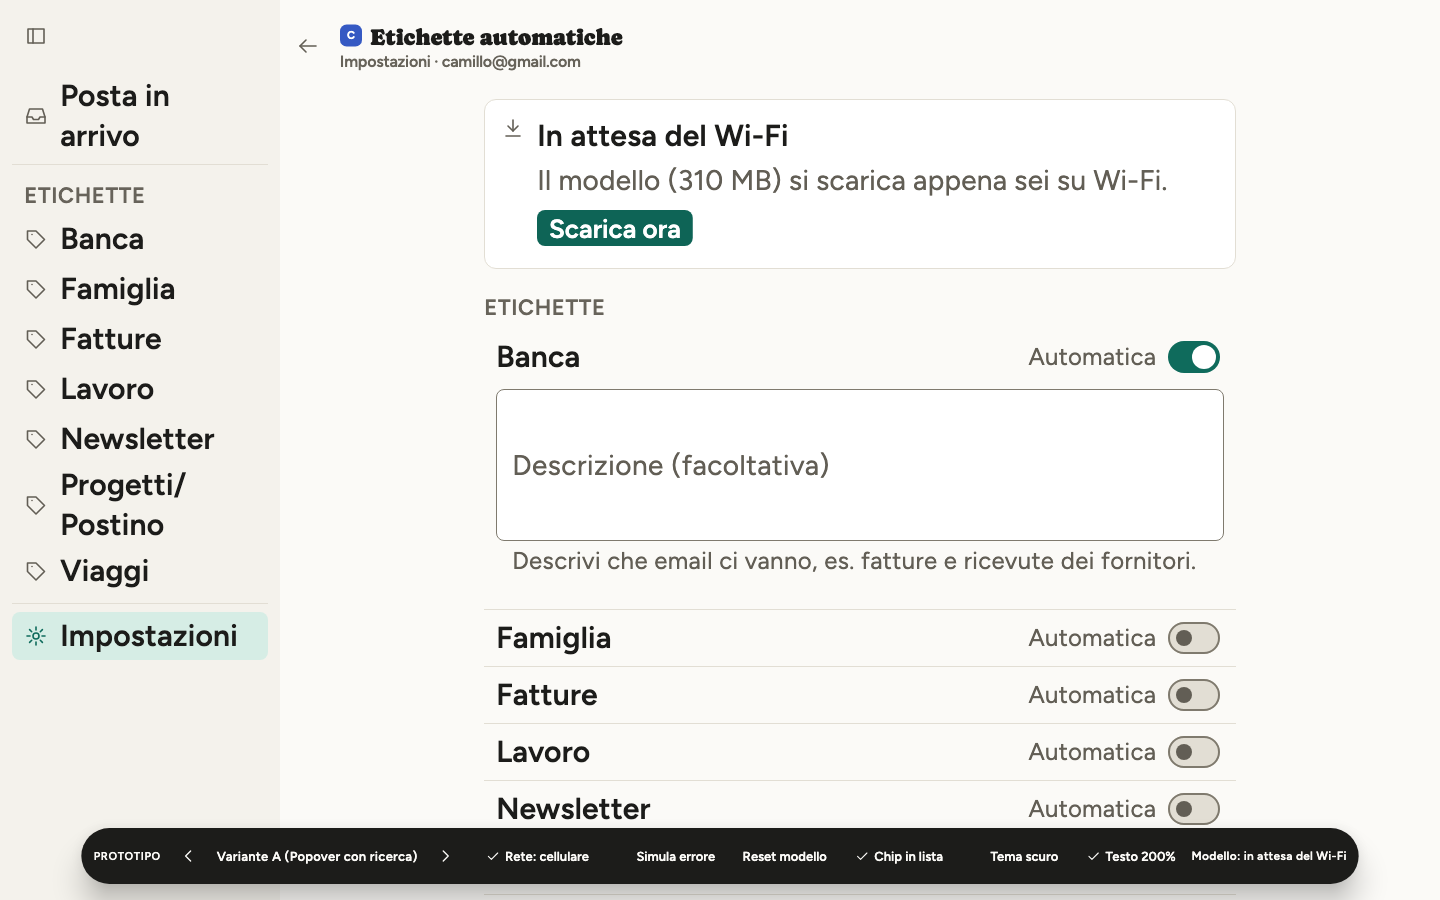 Posta in
arrivo
ETICHETTE
Banca
Famiglia
Fatture
Lavoro
Newsletter
Progetti/
Postino
Viaggi
Impostazioni
C Etichette automatiche
Impostazioni · camillo@gmail.com
In attesa del Wi-Fi
Il modello (310 MB) si scarica appena sei su Wi-Fi.
Scarica ora
ETICHETTE
Banca Automatica
Descrizione (facoltativa)
Descrivi che email ci vanno, es. fatture e ricevute dei fornitori.
Famiglia Automatica
Fatture Automatica
Lavoro Automatica
Newsletter Automatica
PROTOTIPO Variante A (Popover con ricerca) Rete: cellulare Simula errore Reset modello Chip in lista Tema scuro Testo 200% Modello: in attesa del Wi-Fi